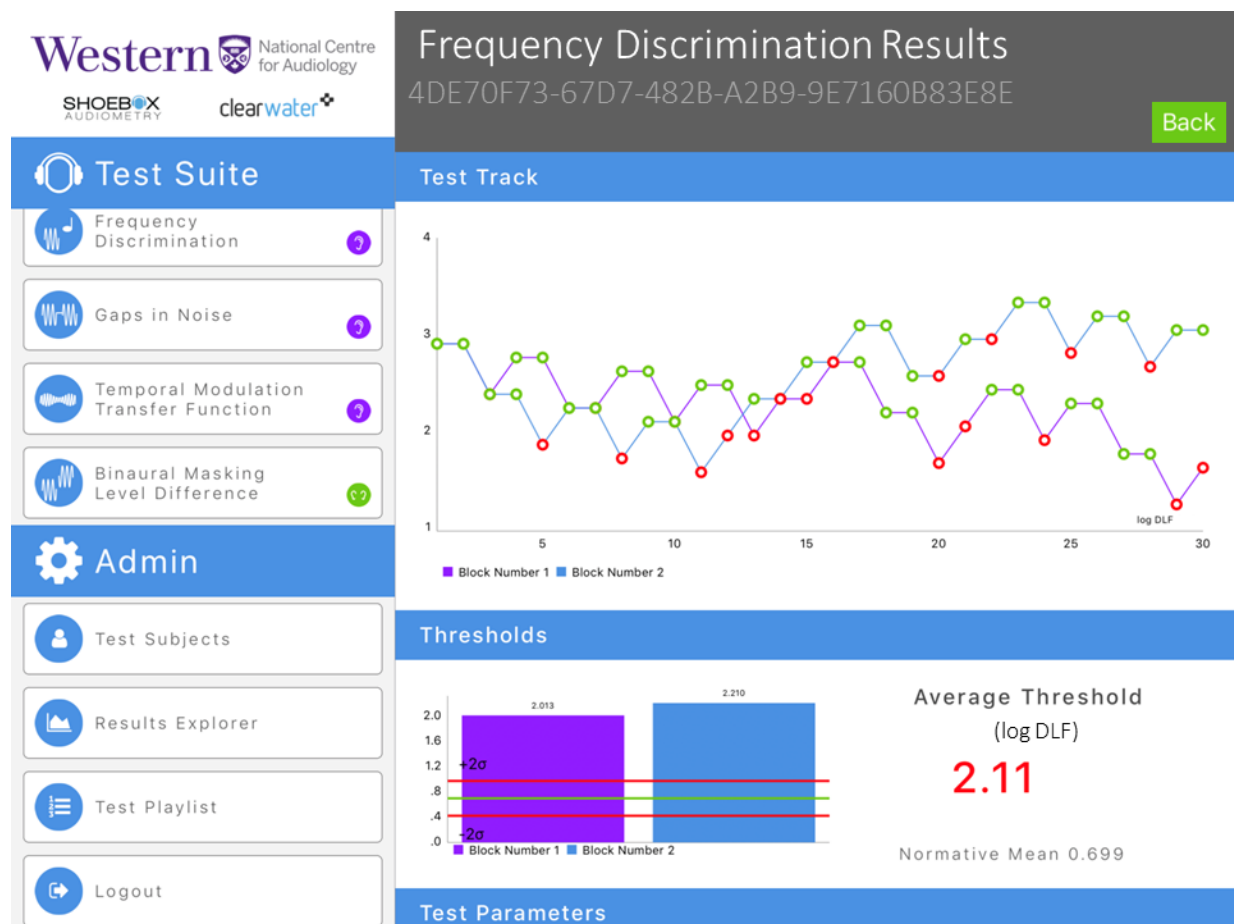 Western
National Centre
for Audiology
SHOEBOX
AUDIOMETRY
clearwater
Frequency Discrimination Results
4DE70F73-67D7-482B-A2B9-9E7160B83E8E
Back
Test Suite
Frequency
Discrimination
Gaps in Noise
Temporal Modulation
Transfer Function
Binaural Masking
Level Difference
Admin
Test Subjects
Results Explorer
Test Playlist
Logout
Test Track
4
3
2
1
log DLF
5 10 15 20 25 30
Block Number 1 Block Number 2
Thresholds
2.013 2.210
2.0
1.6
1.2 +2σ
.8
.4
.0 -2σ
Block Number 1 Block Number 2
Average Threshold
(log DLF)
2.11
Normative Mean 0.699
Test Parameters